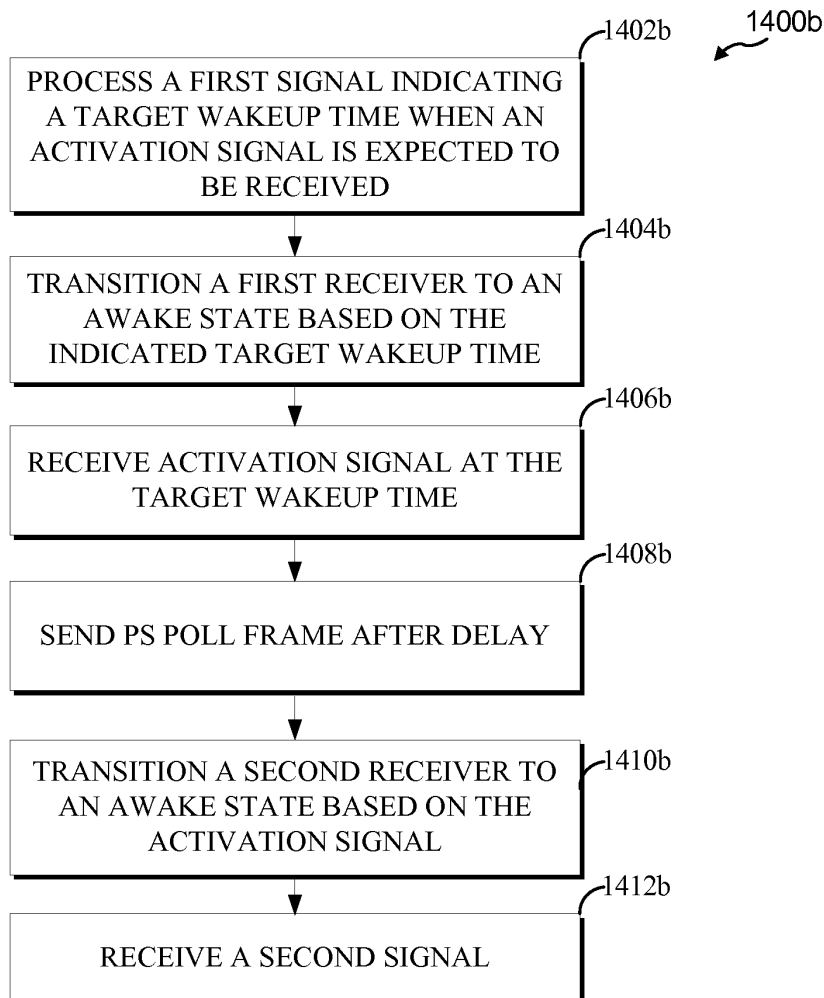 1400b
1402b
PROCESS A FIRST SIGNAL INDICATING
A TARGET WAKEUP TIME WHEN AN
ACTIVATION SIGNAL IS EXPECTED TO
BE RECEIVED
1404b
TRANSITION A FIRST RECEIVER TO AN
AWAKE STATE BASED ON THE
INDICATED TARGET WAKEUP TIME
1406b
RECEIVE ACTIVATION SIGNAL AT THE
TARGET WAKEUP TIME
1408b
SEND PS POLL FRAME AFTER DELAY
1410b
TRANSITION A SECOND RECEIVER TO
AN AWAKE STATE BASED ON THE
ACTIVATION SIGNAL
1412b
RECEIVE A SECOND SIGNAL